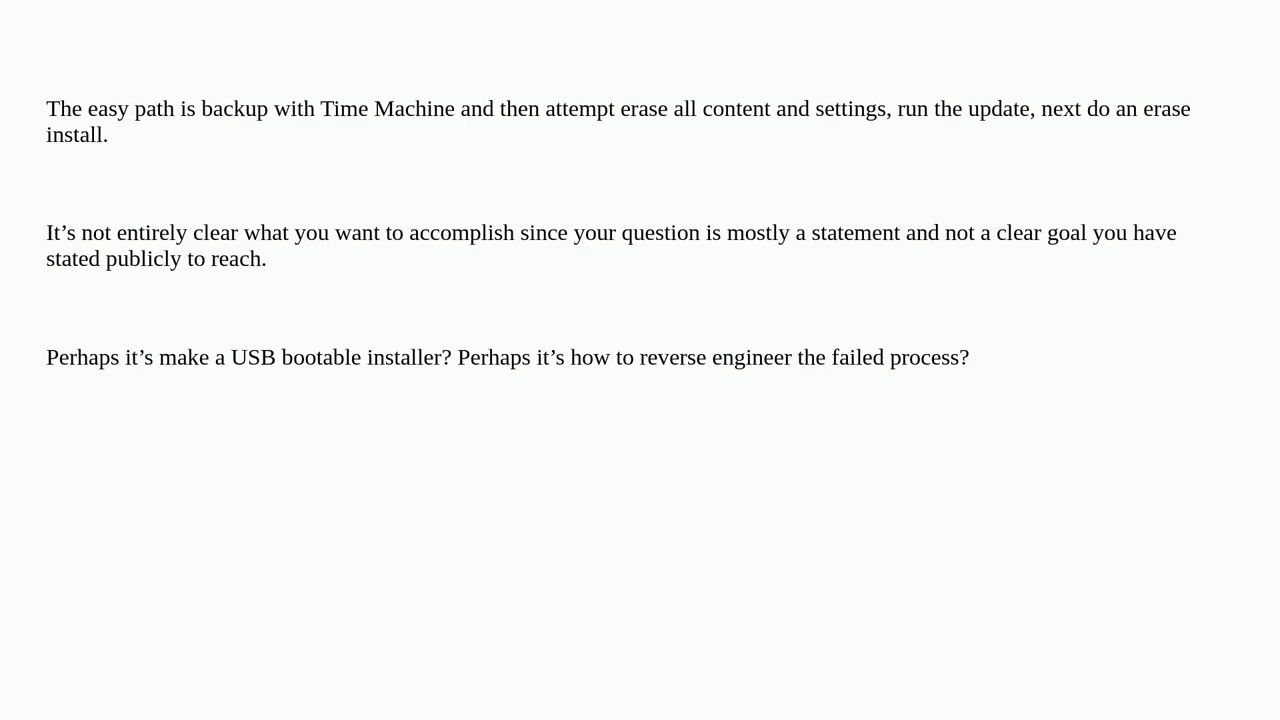 The easy path is backup with Time Machine and then attempt erase all content and settings, run the update, next do an erase
install.
It’s not entirely clear what you want to accomplish since your question is mostly a statement and not a clear goal you have
stated publicly to reach.
Perhaps it’s make a USB bootable installer? Perhaps it’s how to reverse engineer the failed process?